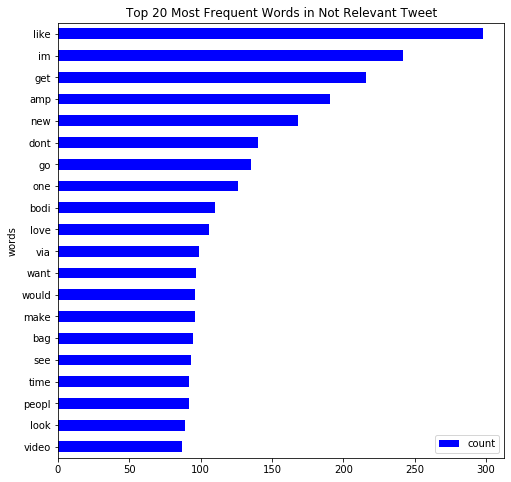 Top 20 Most Frequent Words in Not Relevant Tweet
like
im
get
amp
new
dont
go
one
bodi
love
via
want
would
make
bag
see
time
peopl
look
video
words
0 50 100 150 200 250 300
count